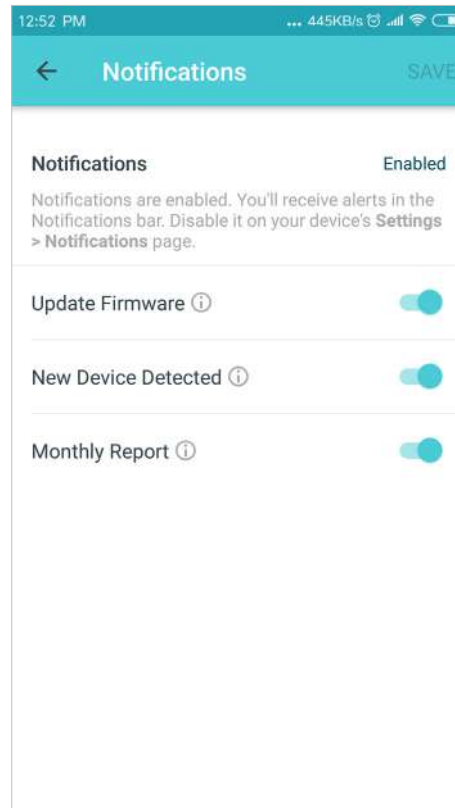 12:52 PM ... 445KB/s
Notifications SAVE
Notifications Enabled
Notifications are enabled. You'll receive alerts in the
Notifications bar. Disable it on your device's Settings
> Notifications page.
Update Firmware
New Device Detected
Monthly Report